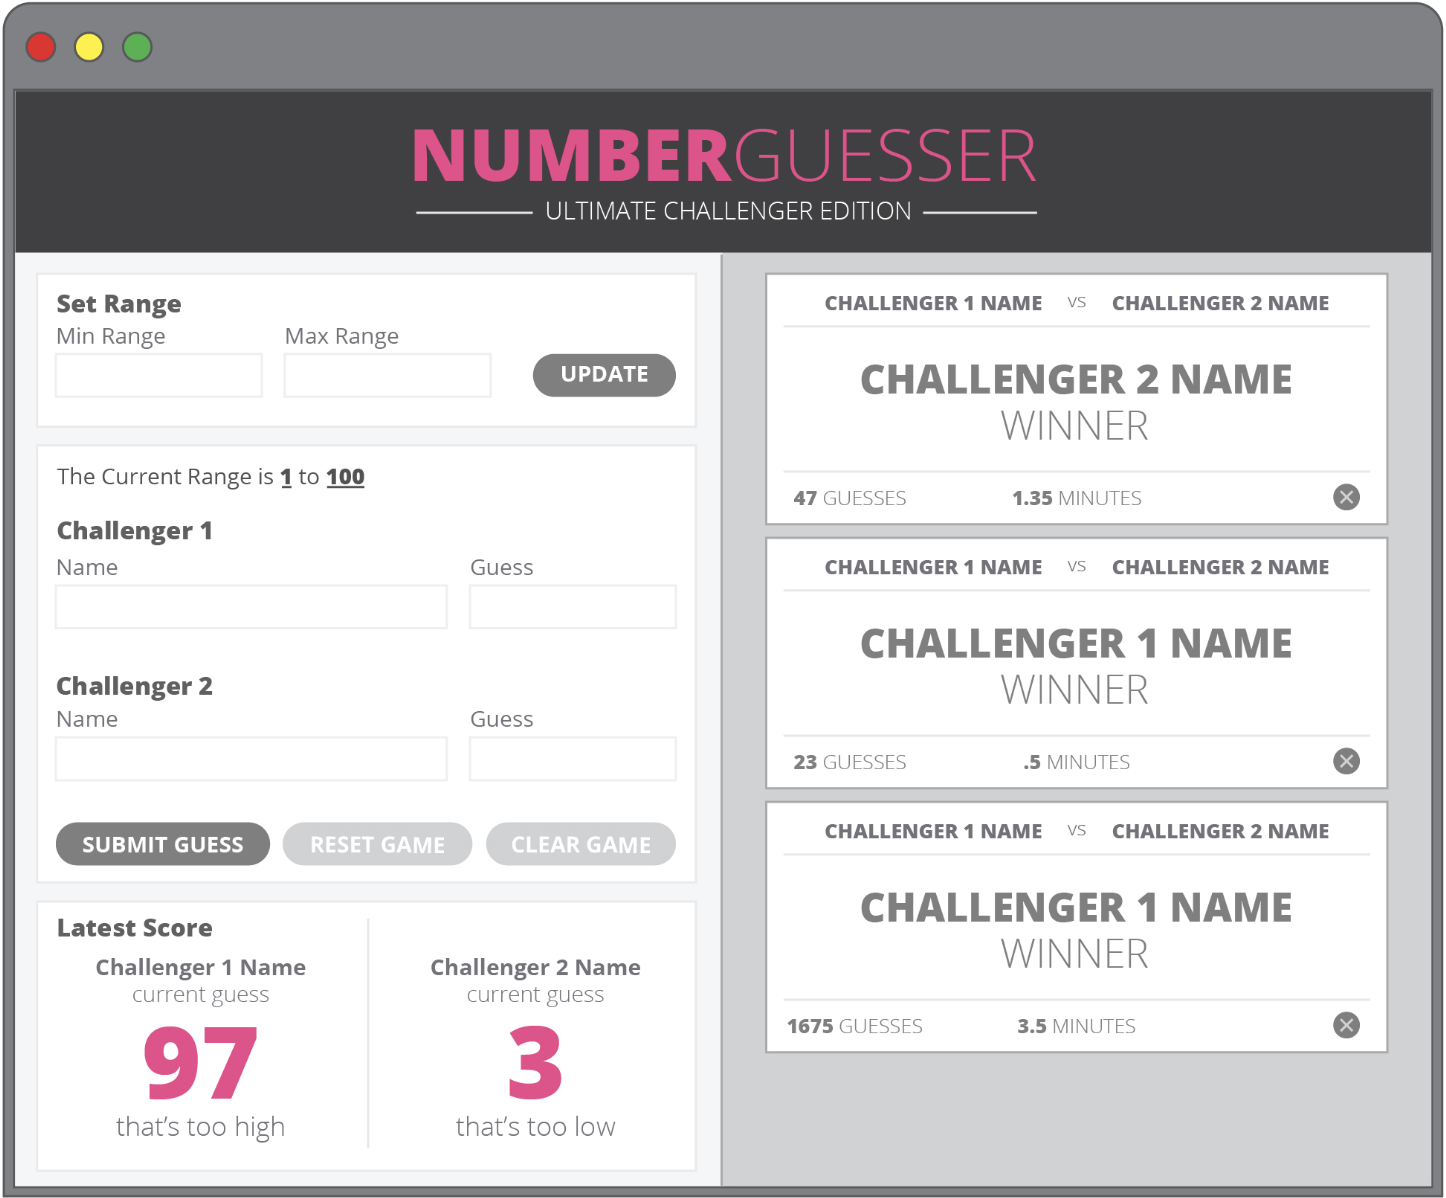 NUMBERGUESSER
ULTIMATE CHALLENGER EDITION
Set Range
Min Range Max Range
UPDATE
The Current Range is 1 to 100
Challenger 1
Name Guess
Challenger 2
Name Guess
SUBMIT GUESS RESET GAME CLEAR GAME
Latest Score
Challenger 1 Name
current guess
97
that's too high
Challenger 2 Name
current guess
3
that's too low
CHALLENGER 1 NAME VS CHALLENGER 2 NAME
CHALLENGER 2 NAME
WINNER
47 GUESSES 1.35 MINUTES
CHALLENGER 1 NAME VS CHALLENGER 2 NAME
CHALLENGER 1 NAME
WINNER
23 GUESSES .5 MINUTES
CHALLENGER 1 NAME VS CHALLENGER 2 NAME
CHALLENGER 1 NAME
WINNER
1675 GUESSES 3.5 MINUTES